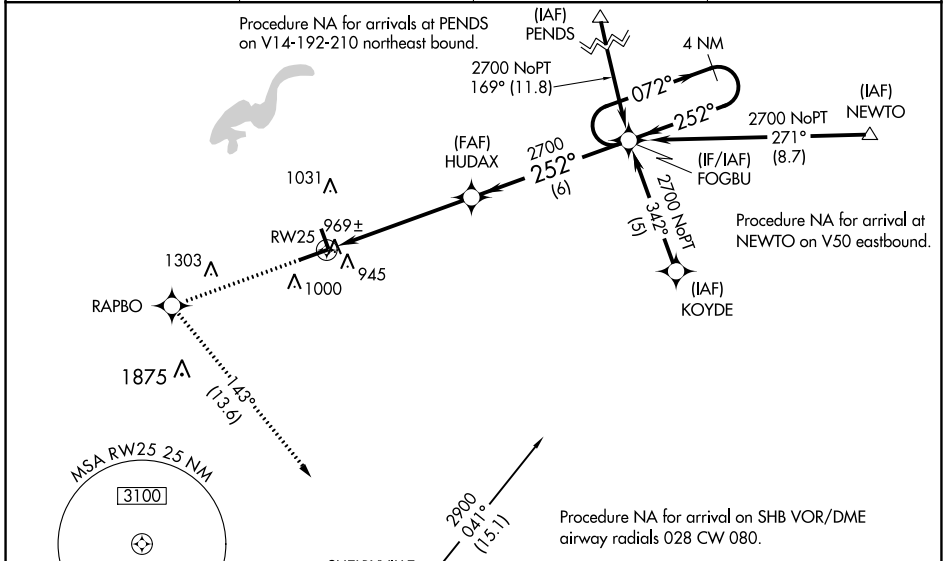 Procedure NA for arrivals at PENDS
on V14-192-210 northeast bound.
(IAF)
PENDS
4 NM
2700 NoPT
169° (11.8)
072°
252°
(IAF)
NEWTO
2700 NoPT
271°
(8.7)
(FAF)
HUDAX
2700
252°
(6)
(IF/IAF)
FOGBU
2700 NoPT
342°
(5)
Procedure NA for arrival at
NEWTO on V50 eastbound.
1031
969±
RW25
945
1303
1000
RAPBO
(IAF)
KOYDE
1875
143°
(13.6)
MSA RW25 25 NM
3100
2900
041°
(15.1)
Procedure NA for arrival on SHB VOR/DME
airway radials 028 CW 080.